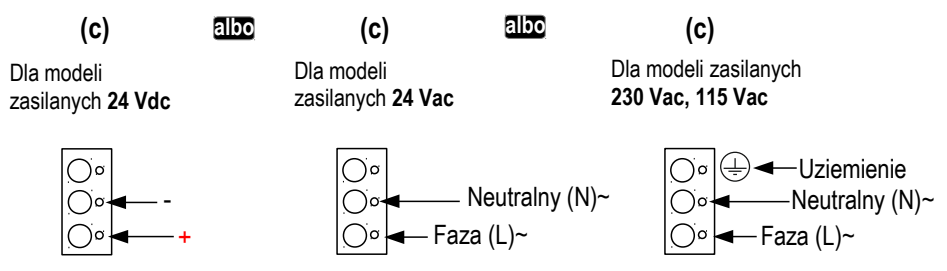 (c)
Dla modeli
zasilanych 24 Vdc
-
+
albo
(c)
Dla modeli
zasilanych 24 Vac
Neutralny (N)~
Faza (L)~
albo
(c)
Dla modeli zasilanych
230 Vac, 115 Vac
Uziemienie
Neutralny (N)~
Faza (L)~